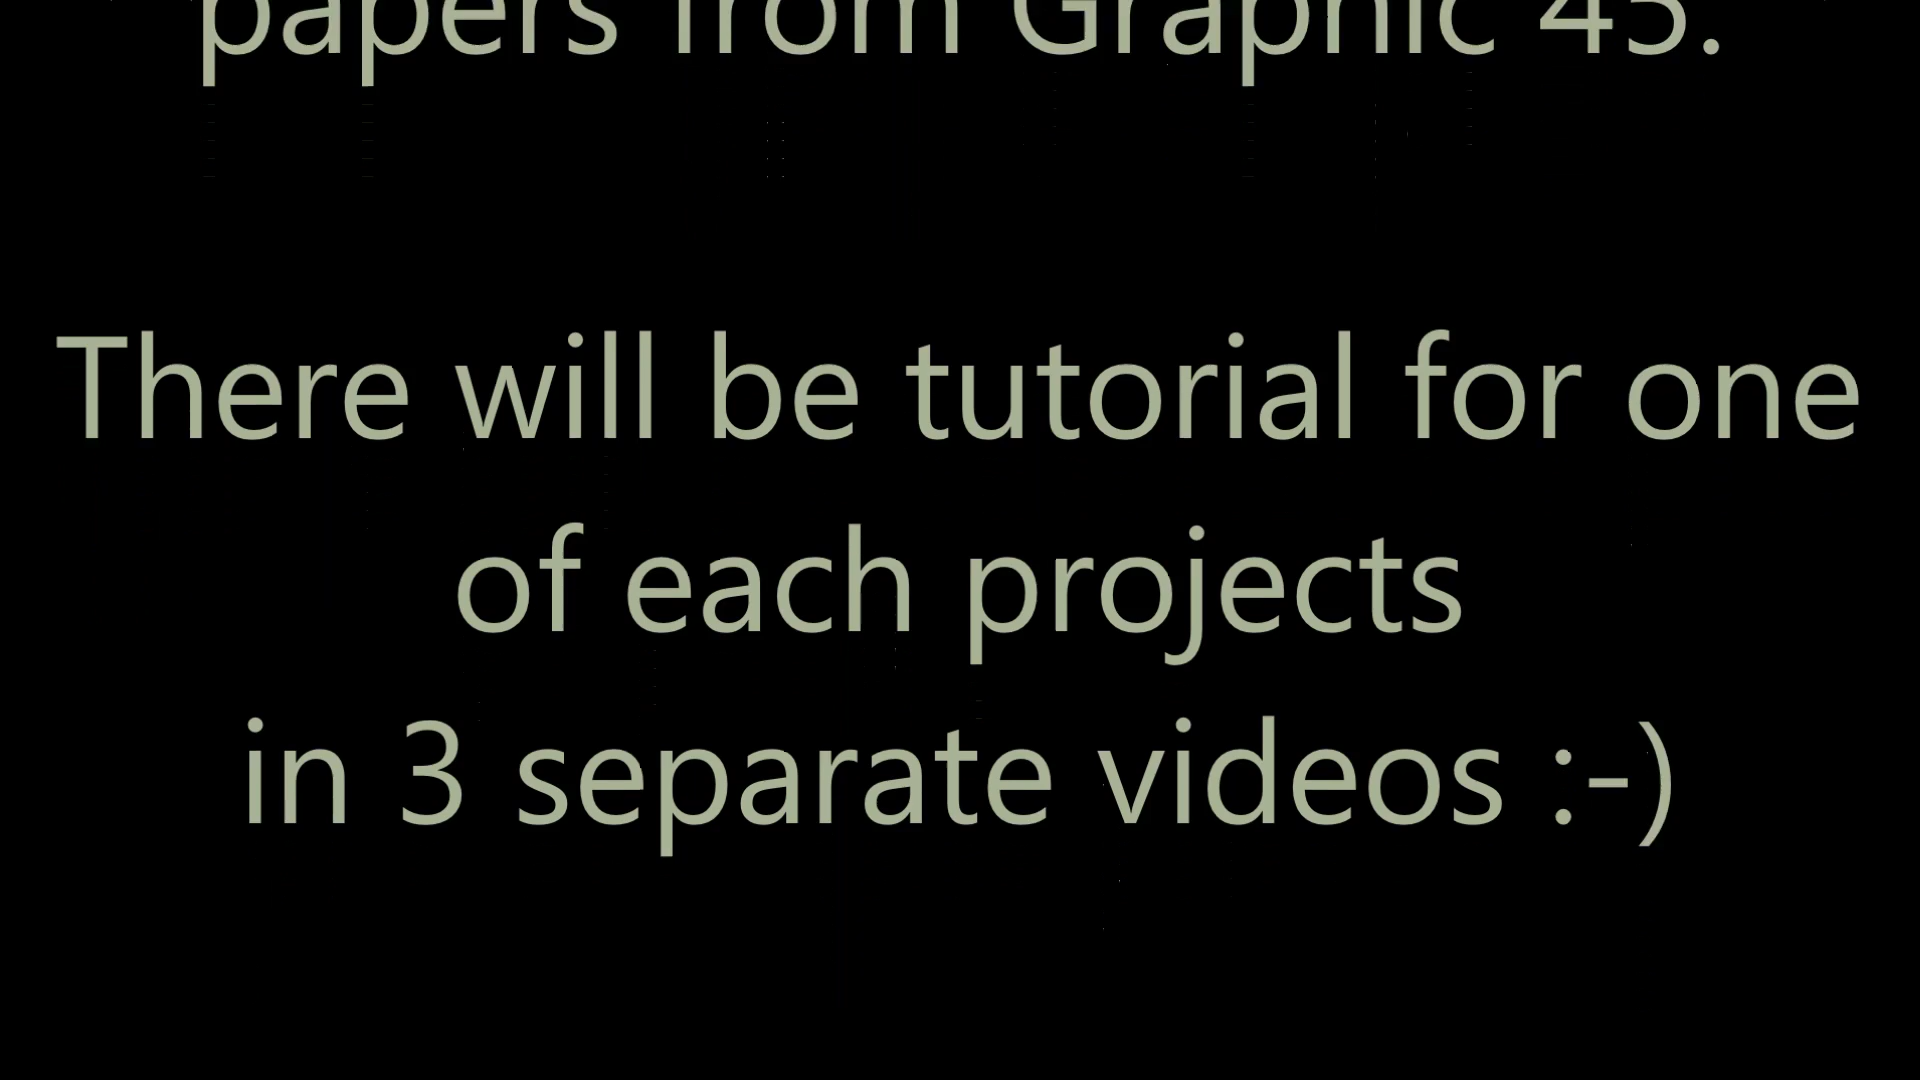 papers from Graphic 45.
There will be tutorial for one
of each projects
in 3 separate videos :-)